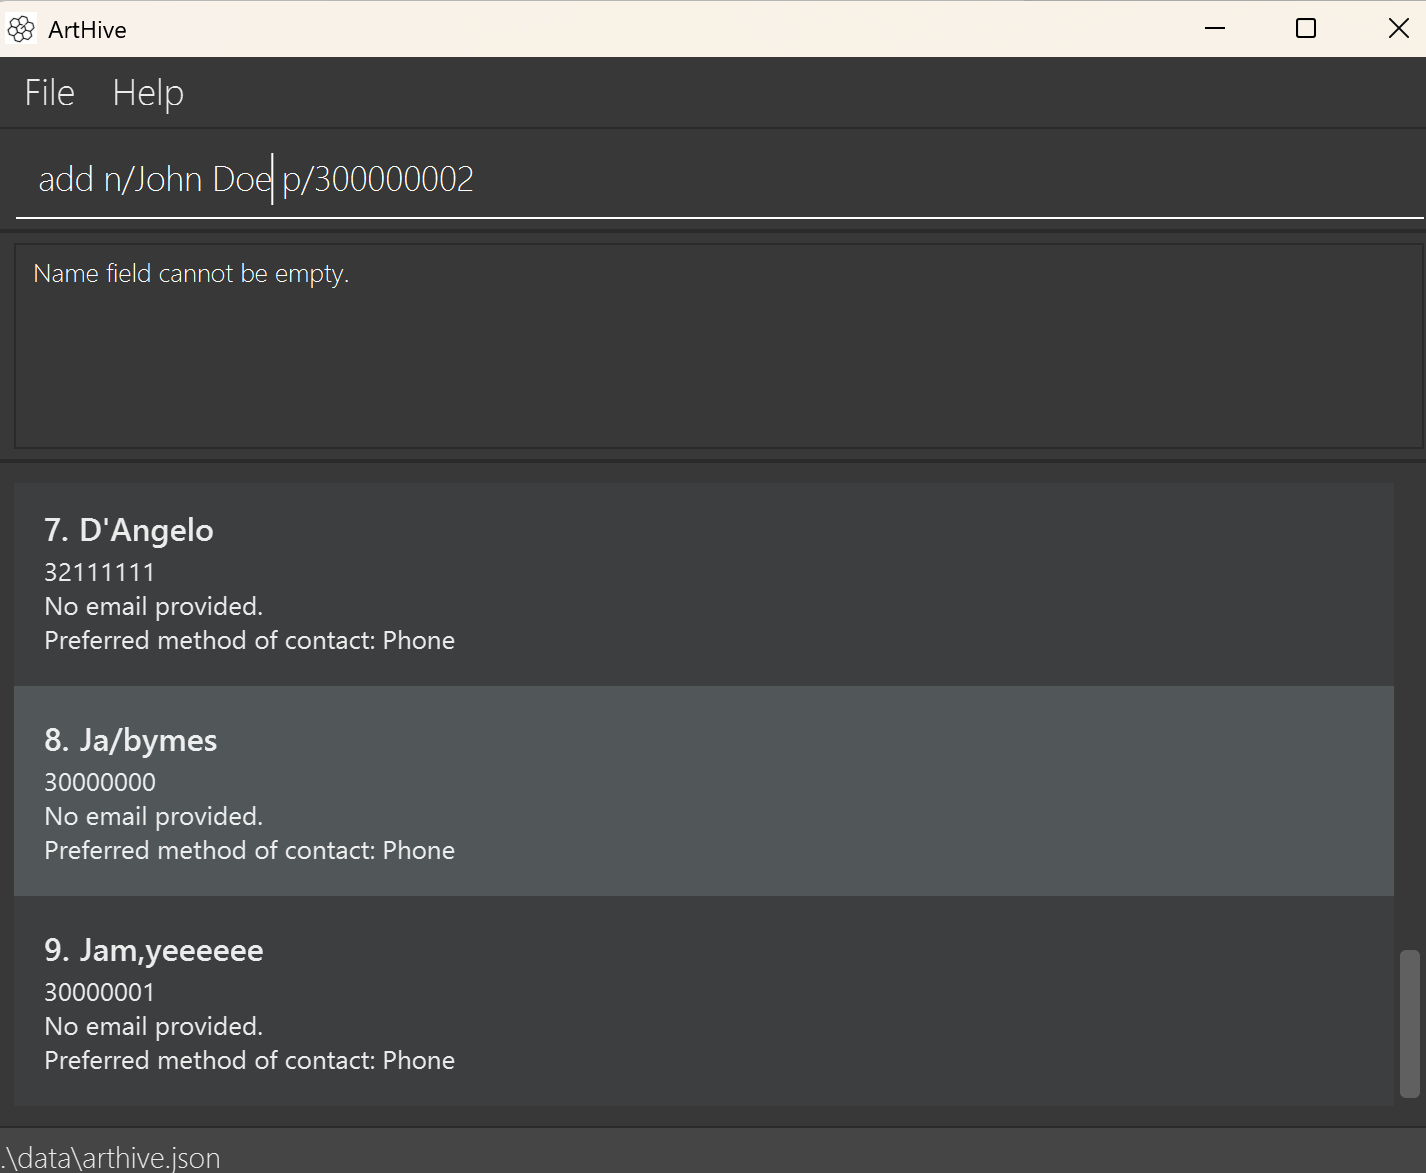 ArtHive
File Help
add n/John Doe p/300000002
Name field cannot be empty.
7. D'Angelo
32111111
No email provided.
Preferred method of contact: Phone
8. Ja/bymes
30000000
No email provided.
Preferred method of contact: Phone
9. Jam,yeeeeee
30000001
No email provided.
Preferred method of contact: Phone
.\data\arthive.json